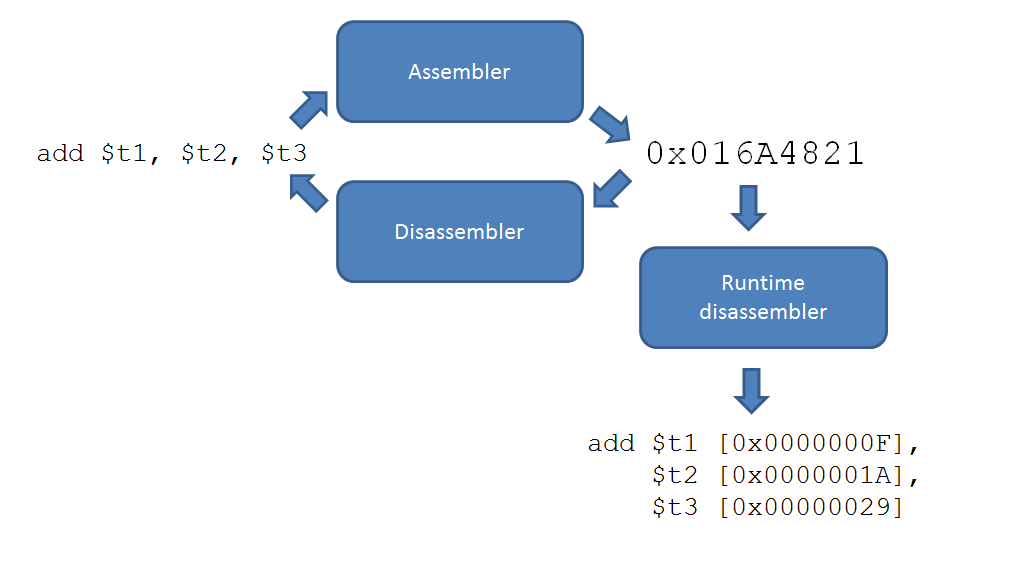 Assembler
add $t1, $t2, $t3
0x016A4821
Disassembler
Runtime
disassembler
add $t1 [0x0000000F],
$t2 [0x0000001A],
$t3 [0x00000029]